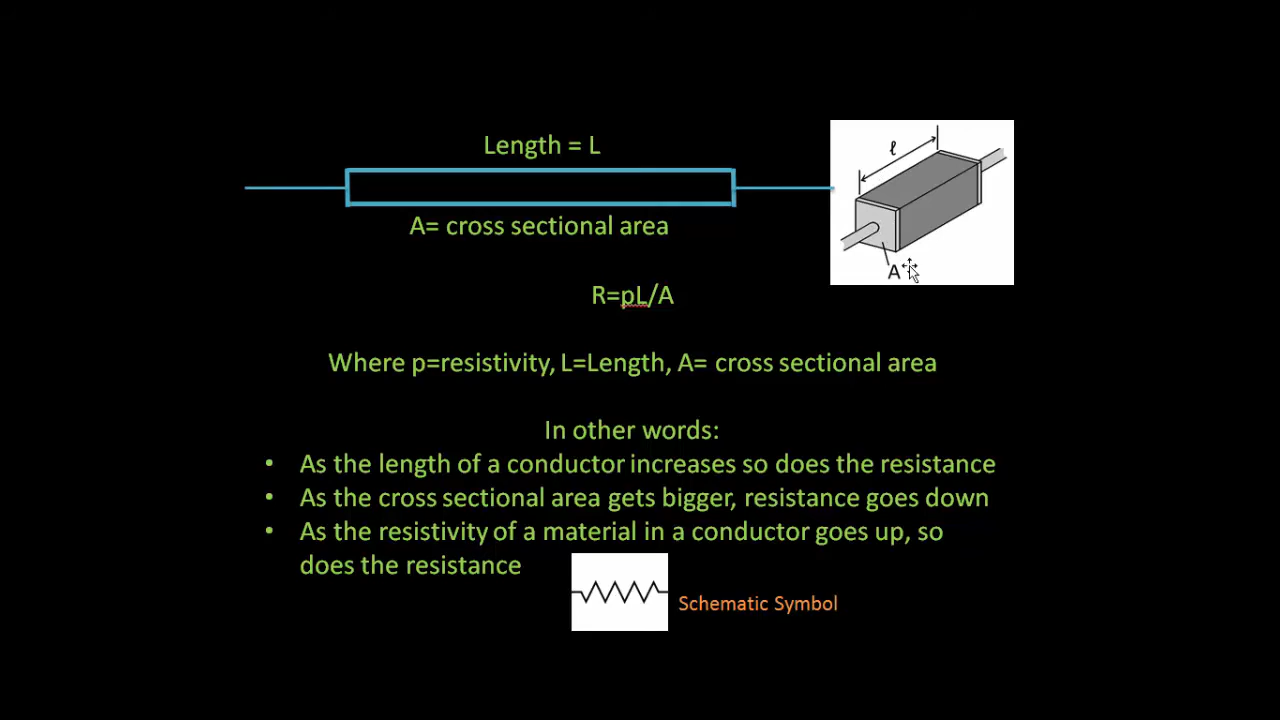 Length = L
ℓ
A= cross sectional area
A
R=pL/A
Where p=resistivity, L=Length, A= cross sectional area
In other words:
• As the length of a conductor increases so does the resistance
• As the cross sectional area gets bigger, resistance goes down
• As the resistivity of a material in a conductor goes up, so
does the resistance
Schematic Symbol